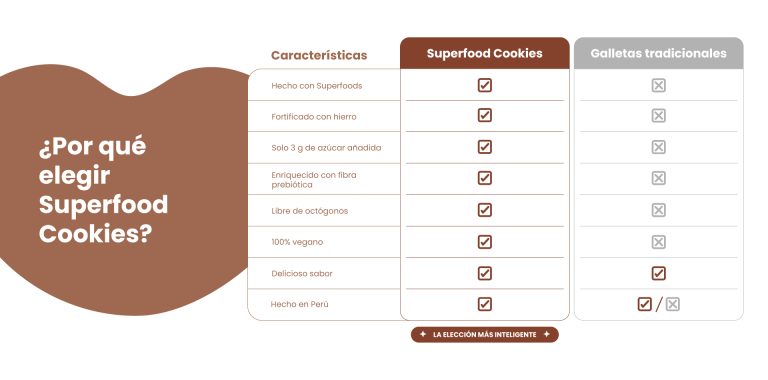 ¿Por qué
elegir
Superfood
Cookies?
Características
Superfood Cookies
Galletas tradicionales
Hecho con Superfoods
Fortificado con hierro
Solo 3 g de azúcar añadida
Enriquecido con fibra
prebiótica
Libre de octógonos
100% vegano
Delicioso sabor
Hecho en Perú
/
LA ELECCIÓN MÁS INTELIGENTE